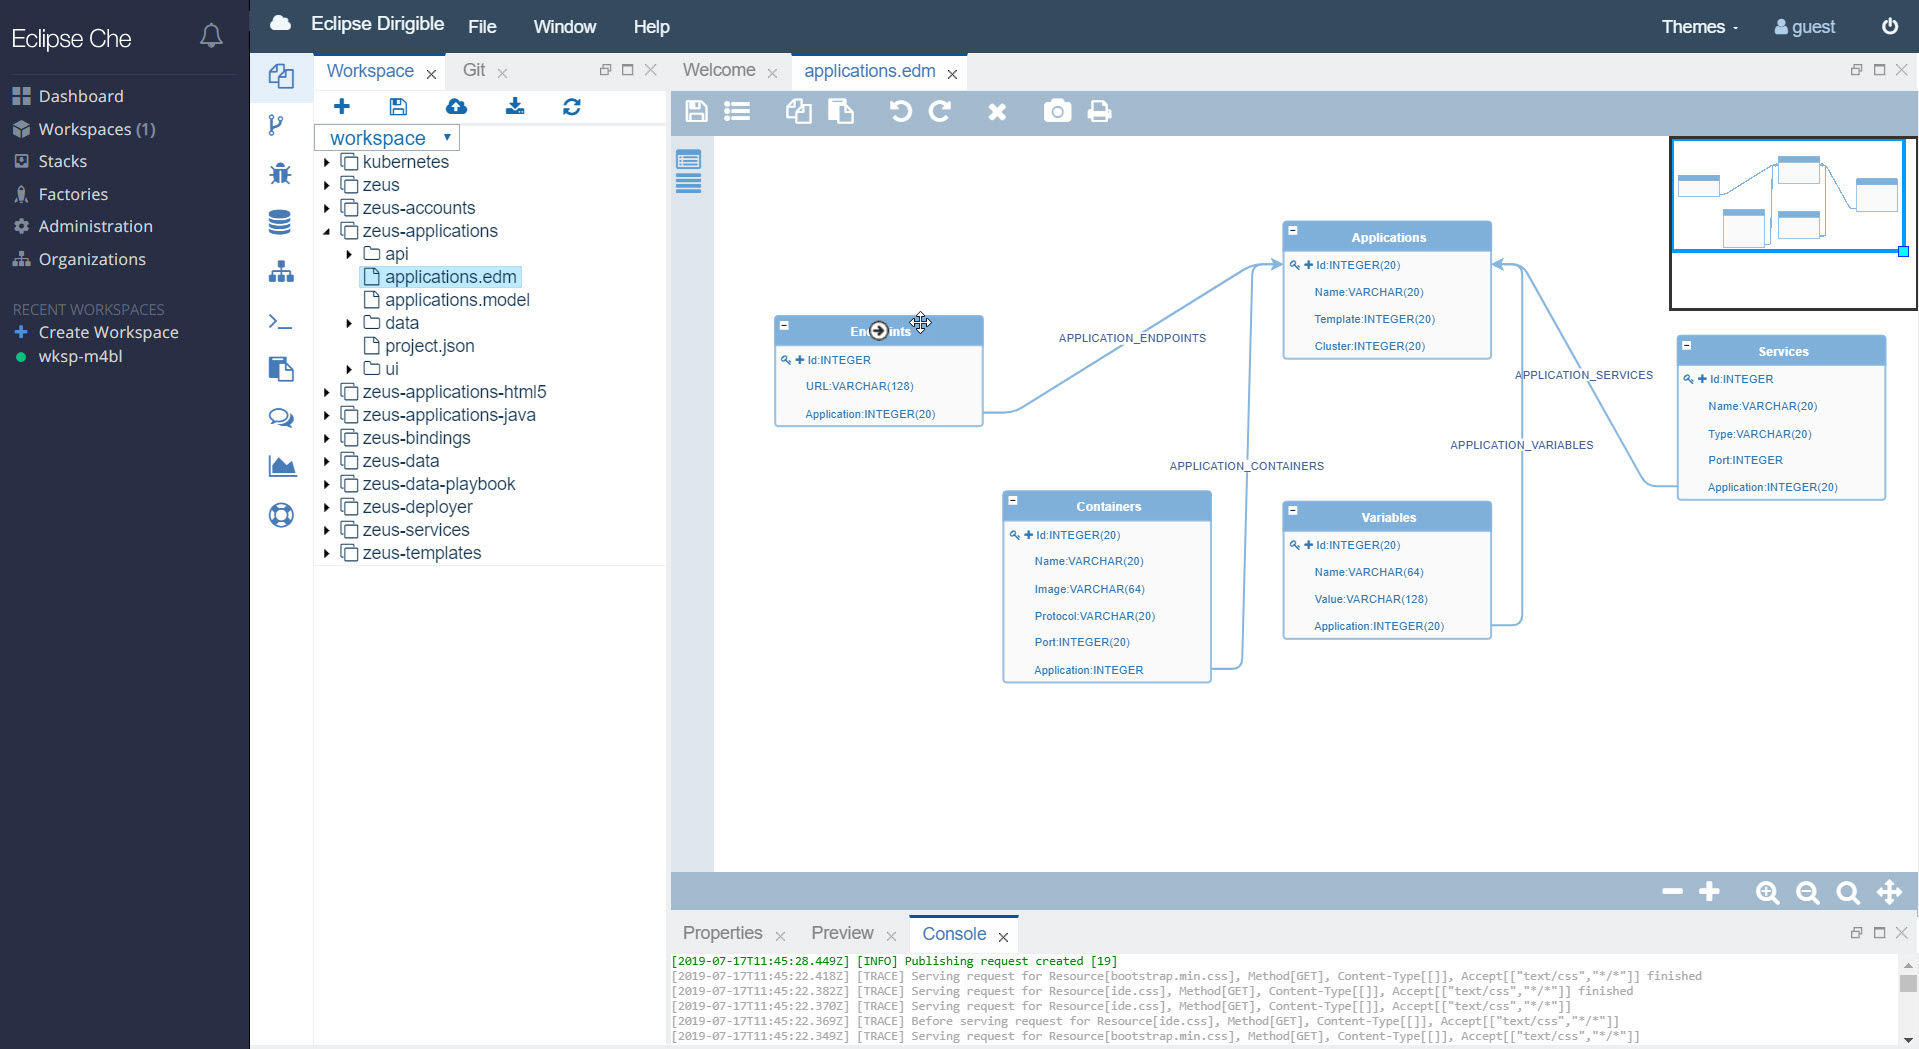 Eclipse Che
Dashboard
Workspaces (1)
Stacks
Factories
Administration
Organizations
RECENT WORKSPACES
Create Workspace
wksp-m4bl
Eclipse Dirigible File Window Help
Themes guest
Workspace Git
workspace
kubernetes
zeus
zeus-accounts
zeus-applications
api
applications.edm
applications.model
data
project.json
ui
zeus-applications-html5
zeus-applications-java
zeus-bindings
zeus-data
zeus-data-playbook
zeus-deployer
zeus-services
zeus-templates
Welcome applications.edm
Applications
Id:INTEGER(20)
Name:VARCHAR(20)
Template:INTEGER(20)
Cluster:INTEGER(20)
Id:INTEGER
URL:VARCHAR(128)
Application:INTEGER(20)
APPLICATION_ENDPOINTS
APPLICATION_SERVICES
Services
Id:INTEGER
Name:VARCHAR(20)
Type:VARCHAR(20)
Port:INTEGER
Application:INTEGER(20)
APPLICATION_VARIABLES
APPLICATION_CONTAINERS
Containers
Id:INTEGER(20)
Name:VARCHAR(20)
Image:VARCHAR(64)
Protocol:VARCHAR(20)
Port:INTEGER(20)
Application:INTEGER
Variables
Id:INTEGER(20)
Name:VARCHAR(64)
Value:VARCHAR(128)
Application:INTEGER(20)
Properties Preview Console
[2019-07-17T11:45:28.449Z] [INFO] Publishing request created [19]
[2019-07-17T11:45:22.418Z] [TRACE] Serving request for Resource[bootstrap.min.css], Method[GET], Content-Type[[]], Accept[["text/css","*/*"]] finished
[2019-07-17T11:45:22.382Z] [TRACE] Serving request for Resource[ide.css], Method[GET], Content-Type[[]], Accept[["text/css","*/*"]] finished
[2019-07-17T11:45:22.370Z] [TRACE] Serving request for Resource[ide.css], Method[GET], Content-Type[[]], Accept[["text/css","*/*"]]
[2019-07-17T11:45:22.369Z] [TRACE] Before serving request for Resource[ide.css], Method[GET], Content-Type[[]], Accept[["text/css","*/*"]]
[2019-07-17T11:45:22.349Z] [TRACE] Serving request for Resource[bootstrap.min.css], Method[GET], Content-Type[[]], Accept[["text/css","*/*"]]